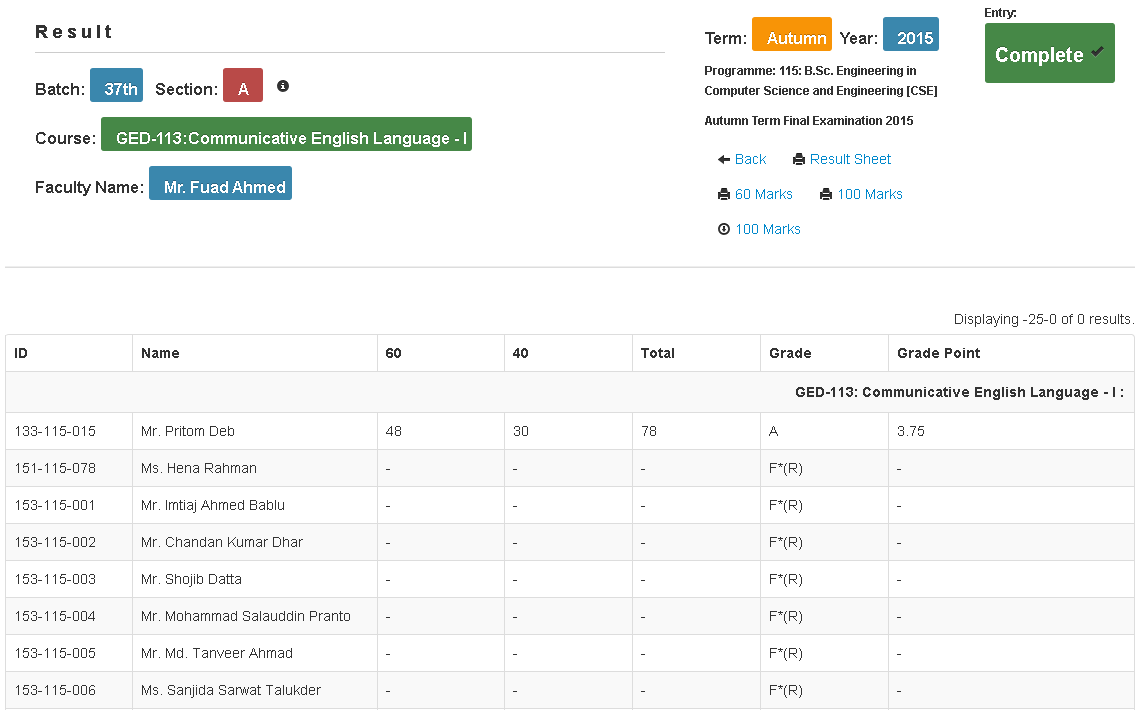 Result
Batch: 37th Section: A
Course: GED-113:Communicative English Language - I
Faculty Name: Mr. Fuad Ahmed
Term: Autumn Year: 2015
Programme: 115: B.Sc. Engineering in
Computer Science and Engineering [CSE]
Autumn Term Final Examination 2015
Back Result Sheet
60 Marks 100 Marks
100 Marks
Entry:
Complete
Displaying -25-0 of 0 results.
ID Name 60 40 Total Grade Grade Point
GED-113: Communicative English Language - I :
133-115-015 Mr. Pritom Deb 48 30 78 A 3.75
151-115-078 Ms. Hena Rahman - - - F*(R) -
153-115-001 Mr. Imtiaj Ahmed Bablu - - - F*(R) -
153-115-002 Mr. Chandan Kumar Dhar - - - F*(R) -
153-115-003 Mr. Shojib Datta - - - F*(R) -
153-115-004 Mr. Mohammad Salauddin Pranto - - - F*(R) -
153-115-005 Mr. Md. Tanveer Ahmad - - - F*(R) -
153-115-006 Ms. Sanjida Sarwat Talukder - - - F*(R) -